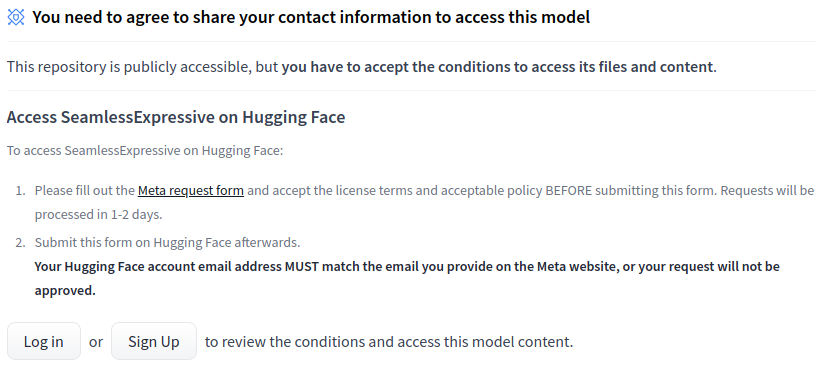 You need to agree to share your contact information to access this model
This repository is publicly accessible, but you have to accept the conditions to access its files and content.
Access SeamlessExpressive on Hugging Face
To access SeamlessExpressive on Hugging Face:
1. Please fill out the Meta request form and accept the license terms and acceptable policy BEFORE submitting this form. Requests will be
processed in 1-2 days.
2. Submit this form on Hugging Face afterwards.
Your Hugging Face account email address MUST match the email you provide on the Meta website, or your request will not be
approved.
Log in or Sign Up to review the conditions and access this model content.